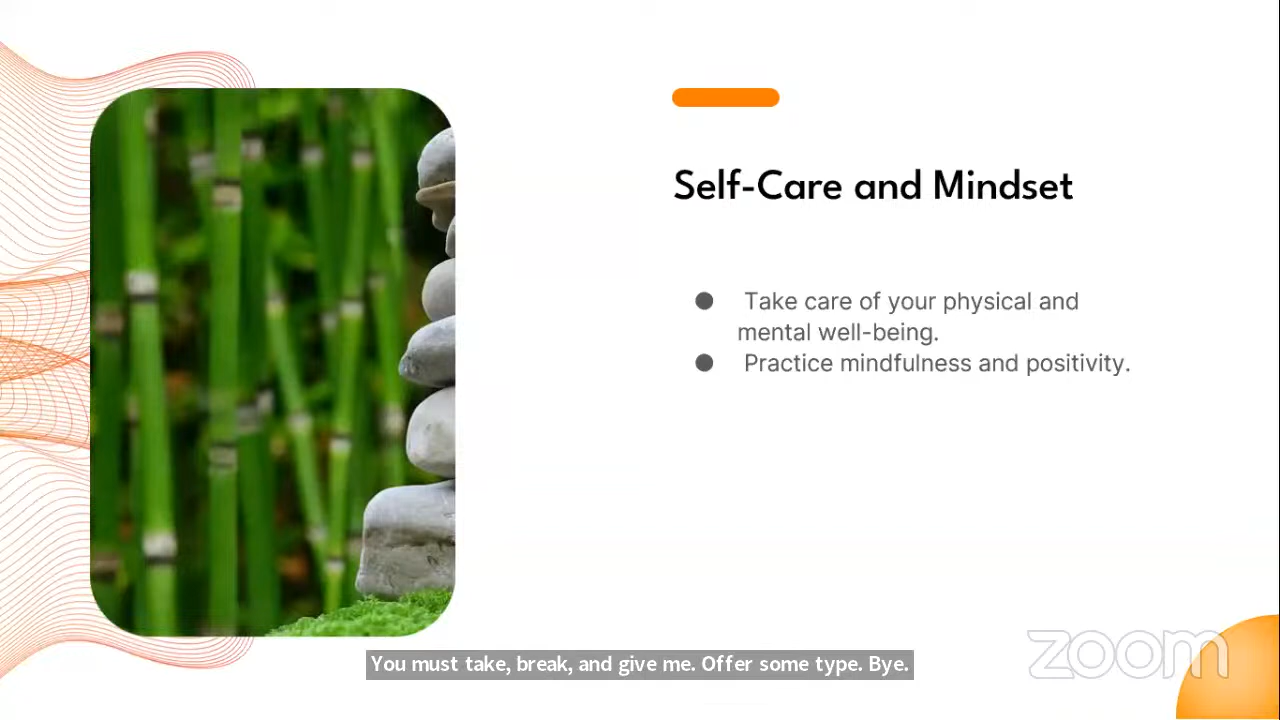 Self-Care and Mindset
● Take care of your physical and
mental well-being.
● Practice mindfulness and positivity.
zoom
You must take, break, and give me. Offer some type. Bye.